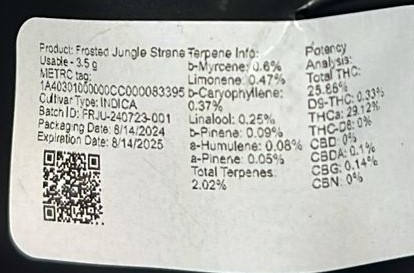 Product: Frosted Jungle Strane
Usable - 3.5 g
METRC tag:
1A40301000000CC000083395
Cultivar Type: INDICA
Batch ID: FRJU-240723-001
Packaging Date: 8/14/2024
Expiration Date: 8/14/2025
Terpene Info:
b-Myrcene: 0.6%
Limonene: 0.47%
b-Caryophyllene:
0.37%
Linalool: 0.25%
b-Pinene: 0.09%
a-Humulene: 0.08%
a-Pinene: 0.05%
Total Terpenes:
2.02%
Potency
Analysis:
Total THC:
25.86%
D9-THC: 0.33%
THCa: 29.12%
THC-D8: 0%
CBD: 0%
CBDA: 0.1%
CBG: 0.14%
CBN: 0%